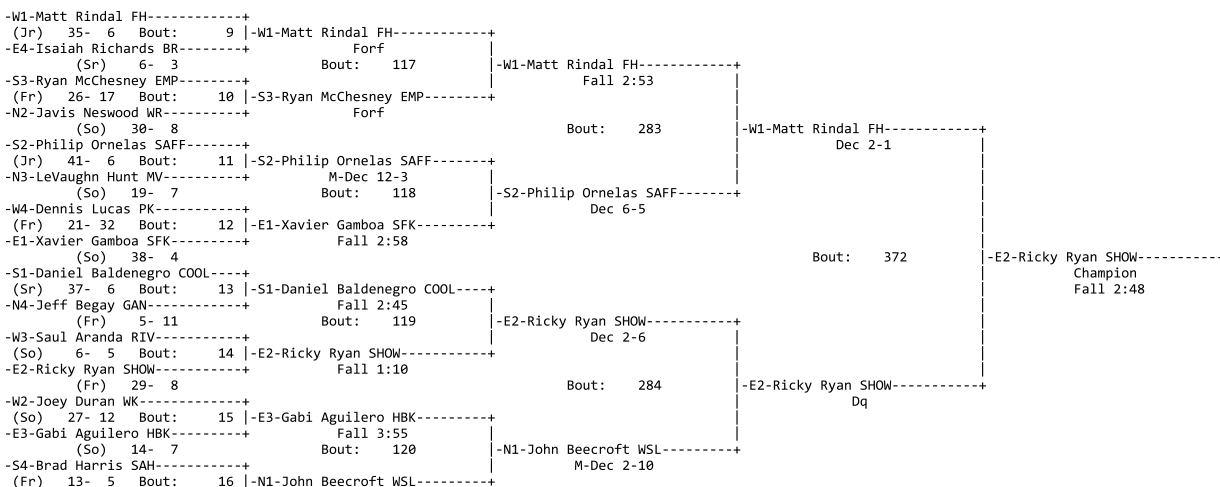 -W1-Matt Rindal FH------------+
(Jr)   35-  6   Bout:      9 |-W1-Matt Rindal FH------------+
-E4-Isaiah Richards BR--------+             Forf             |
(Sr)    6-  3              Bout:    117         |-W1-Matt Rindal FH------------+
-S3-Ryan McChesney EMP--------+                              |           Fall 2:53              |
(Fr)   26- 17   Bout:     10 |-S3-Ryan McChesney EMP--------+                                  |
-N2-Javis Neswood WR----------+             Forf                                                |
(So)   30-  8                                            Bout:    283          |-W1-Matt Rindal FH------------+
-S2-Philip Ornelas SAFF-------+                                                                 |            Dec 2-1           |
(Jr)   41-  6   Bout:     11 |-S2-Philip Ornelas SAFF-------+                                  |                              |
-N3-LeVaughn Hunt MV----------+          M-Dec 12-3          |                                  |                              |
(So)   19-  7              Bout:    118         |-S2-Philip Ornelas SAFF-------+                              |
-W4-Dennis Lucas PK-----------+                              |            Dec 6-5                                              |
(Fr)   21- 32   Bout:     12 |-E1-Xavier Gamboa SFK---------+                                                                 |
-E1-Xavier Gamboa SFK---------+           Fall 2:58                                                                            |
(So)   38-  4                                                                            Bout:    372         |-E2-Ricky Ryan SHOW-----------
-S1-Daniel Baldenegro COOL----+                                                                                                |           Champion
(Sr)   37-  6   Bout:     13 |-S1-Daniel Baldenegro COOL----+                                                                 |           Fall 2:48
-N4-Jeff Begay GAN------------+           Fall 2:45          |                                                                 |
(Fr)    5- 11              Bout:    119         |-E2-Ricky Ryan SHOW-----------+                              |
-W3-Saul Aranda RIV-----------+                              |            Dec 2-6               |                              |
(So)    6-  5   Bout:     14 |-E2-Ricky Ryan SHOW-----------+                                  |                              |
-E2-Ricky Ryan SHOW-----------+           Fall 1:10                                             |                              |
(Fr)   29-  8                                            Bout:    284          |-E2-Ricky Ryan SHOW-----------+
-W2-Joey Duran WK-------------+                                                                 |              Dq
(So)   27- 12   Bout:     15 |-E3-Gabi Aguilero HBK---------+                                  |
-E3-Gabi Aguilero HBK---------+           Fall 3:55          |                                  |
(So)   14-  7              Bout:    120         |-N1-John Beecroft WSL---------+
-S4-Brad Harris SAH-----------+                              |          M-Dec 2-10
(Fr)   13-  5   Bout:     16 |-N1-John Beecroft WSL---------+